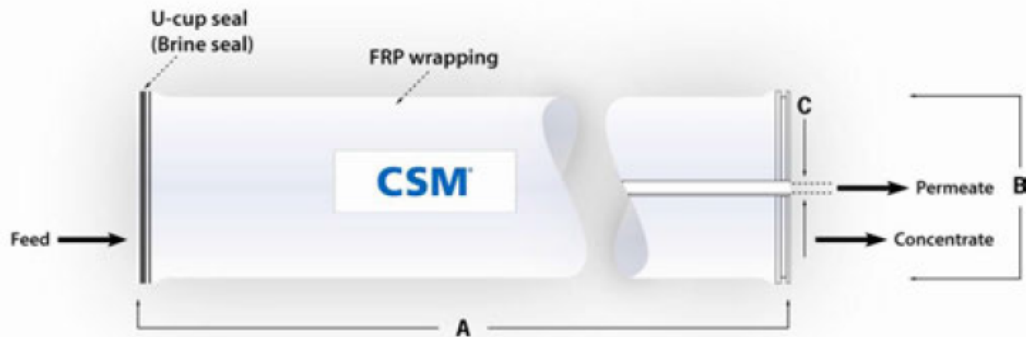 U-cup seal
(Brine seal)
FRP wrapping
C
CSM®
Permeate
B
Feed
Concentrate
A